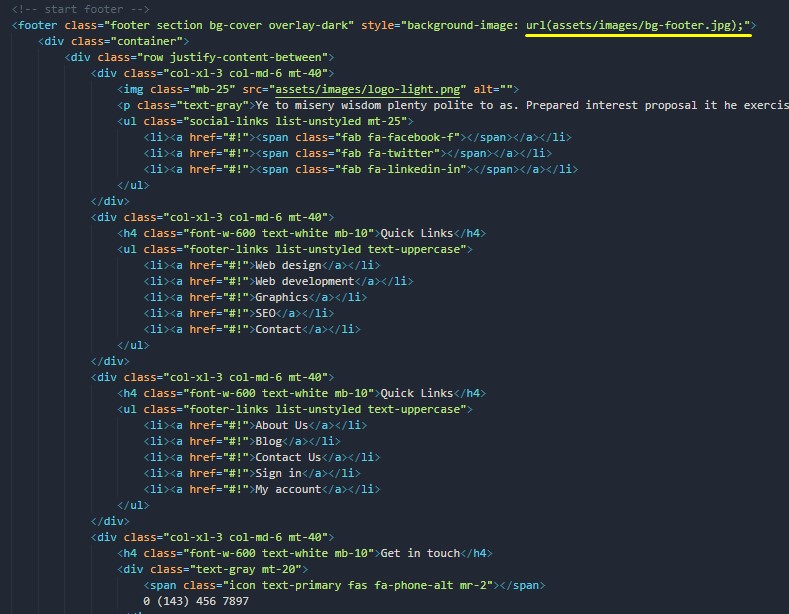 <!-- start footer -->
<footer class="footer section bg-cover overlay-dark" style="background-image: url(assets/images/bg-footer.jpg);">
<div class="container">
<div class="row justify-content-between">
<div class="col-xl-3 col-md-6 mt-40">
<img class="mb-25" src="assets/images/logo-light.png" alt="">
<p class="text-gray">Ye to misery wisdom plenty polite to as. Prepared interest proposal it he exercis
<ul class="social-links list-unstyled mt-25">
<li><a href="#!"><span class="fab fa-facebook-f"></span></a></li>
<li><a href="#!"><span class="fab fa-twitter"></span></a></li>
<li><a href="#!"><span class="fab fa-linkedin-in"></span></a></li>
</ul>
</div>
<div class="col-xl-3 col-md-6 mt-40">
<h4 class="font-w-600 text-white mb-10">Quick Links</h4>
<ul class="footer-links list-unstyled text-uppercase">
<li><a href="#!">Web design</a></li>
<li><a href="#!">Web development</a></li>
<li><a href="#!">Graphics</a></li>
<li><a href="#!">SEO</a></li>
<li><a href="#!">Contact</a></li>
</ul>
</div>
<div class="col-xl-3 col-md-6 mt-40">
<h4 class="font-w-600 text-white mb-10">Quick Links</h4>
<ul class="footer-links list-unstyled text-uppercase">
<li><a href="#!">About Us</a></li>
<li><a href="#!">Blog</a></li>
<li><a href="#!">Contact Us</a></li>
<li><a href="#!">Sign in</a></li>
<li><a href="#!">My account</a></li>
</ul>
</div>
<div class="col-xl-3 col-md-6 mt-40">
<h4 class="font-w-600 text-white mb-10">Get in touch</h4>
<div class="text-gray mt-20">
<span class="icon text-primary fas fa-phone-alt mr-2"></span>
0 (143) 456 7897